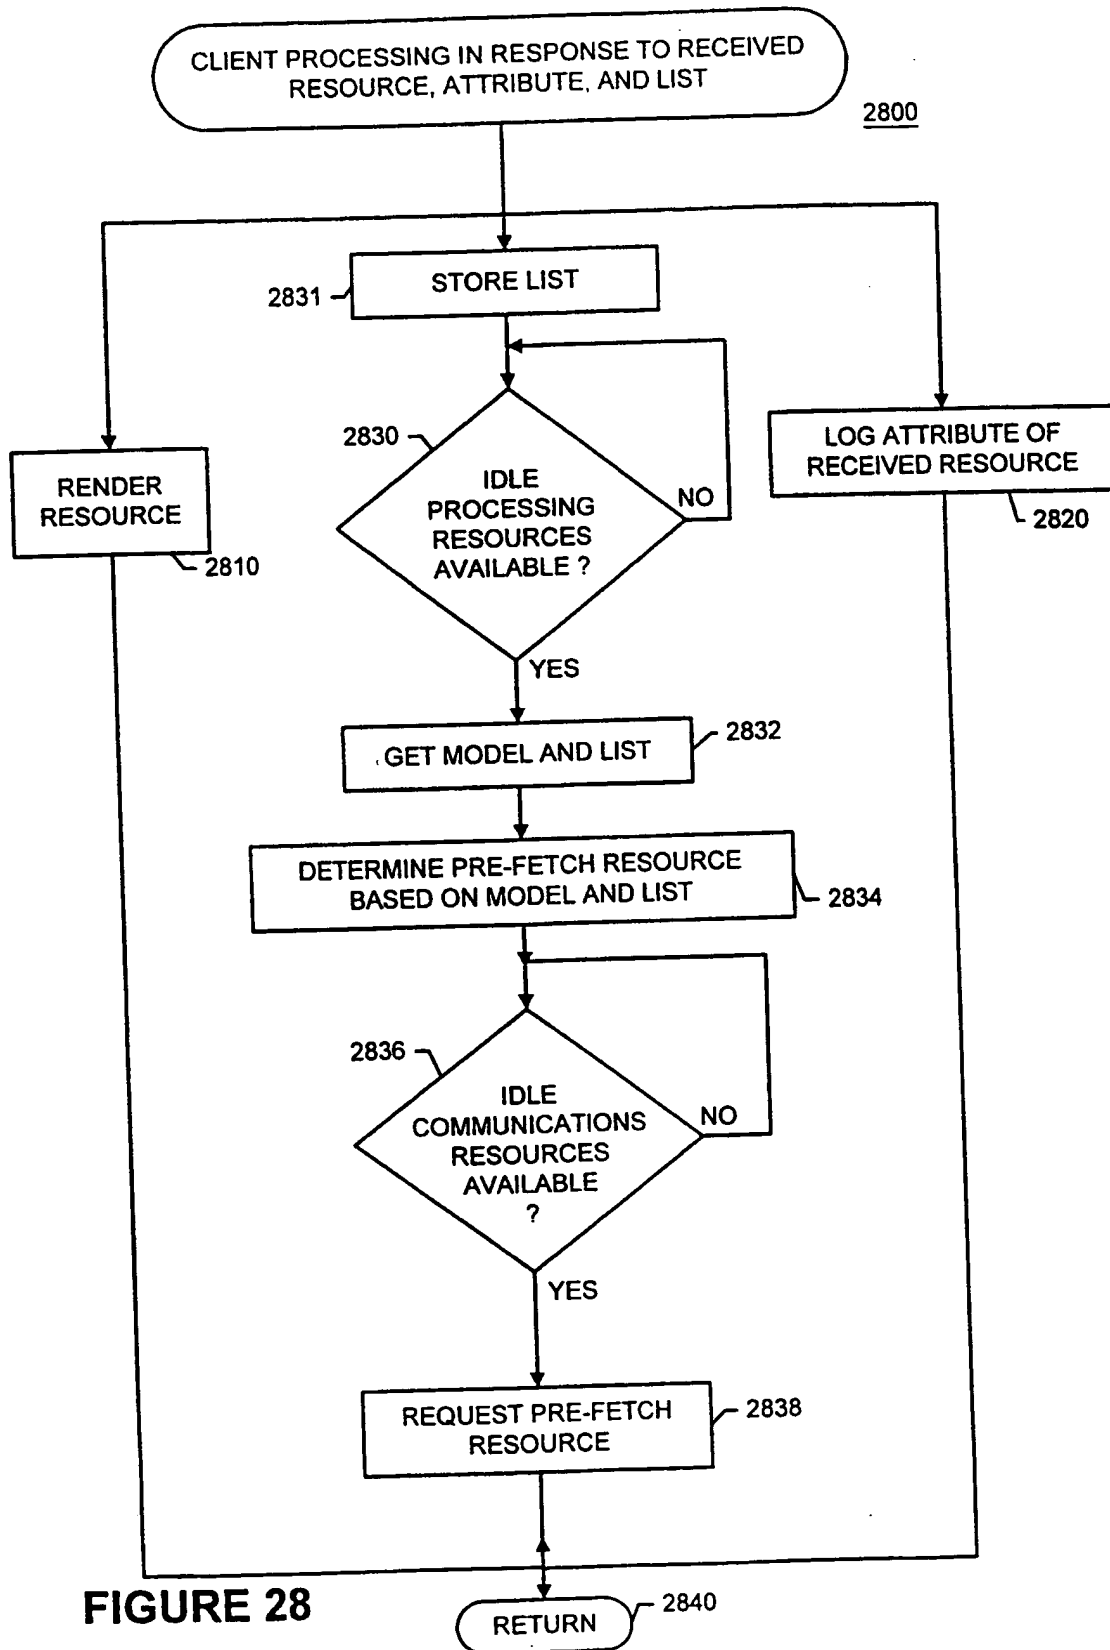 CLIENT PROCESSING IN RESPONSE TO RECEIVED
RESOURCE, ATTRIBUTE, AND LIST
2800
STORE LIST
2831
2830
IDLE
PROCESSING
RESOURCES
AVAILABLE ?
NO
YES
RENDER
RESOURCE
2810
LOG ATTRIBUTE OF
RECEIVED RESOURCE
2820
GET MODEL AND LIST
2832
DETERMINE PRE-FETCH RESOURCE
BASED ON MODEL AND LIST
2834
2836
IDLE
COMMUNICATIONS
RESOURCES
AVAILABLE
?
NO
YES
REQUEST PRE-FETCH
RESOURCE
2838
FIGURE 28
RETURN
2840